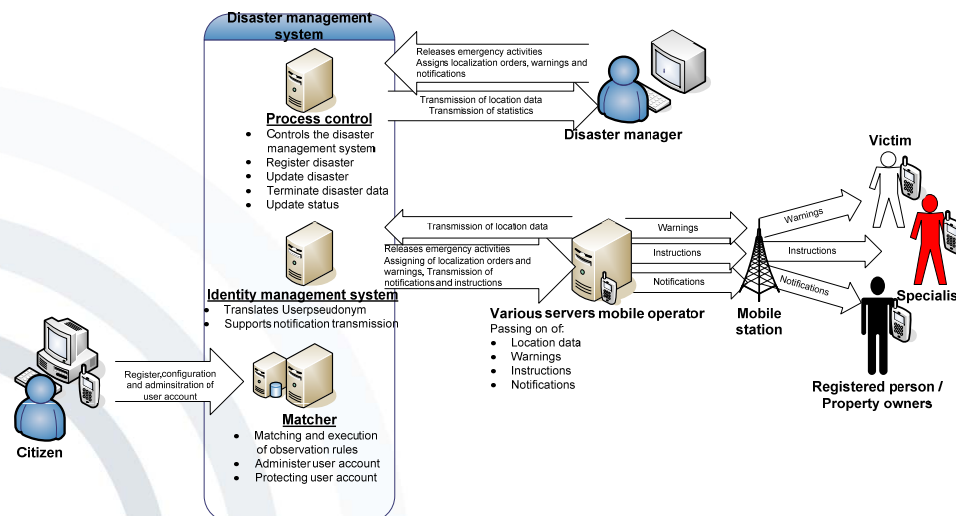 Disaster management
system
Releases emergency activities
Assigns localization orders, warnings and
notifications
Transmission of location data
Transmission of statistics
Disaster manager
Process control
• Controls the disaster
management system
• Register disaster
• Update disaster
• Terminate disaster data
• Update status
Transmission of location data
Releases emergency activities
Assigning of localization orders and
warnings, Transmission of
notifications and instructions
Identity management system
• Translates Userpseudonym
• Supports notification transmission
Various servers mobile operator
Passing on of:
• Location data
• Warnings
• Instructions
• Notifications
Warnings
Instructions
Notifications
Mobile
station
Warnings
Instructions
Notifications
Victim
Specialis
Registered person /
Property owners
Register,configuration
and adminsitration of
user account
Citizen
Matcher
• Matching and execution
of observation rules
• Administer user account
• Protecting user account